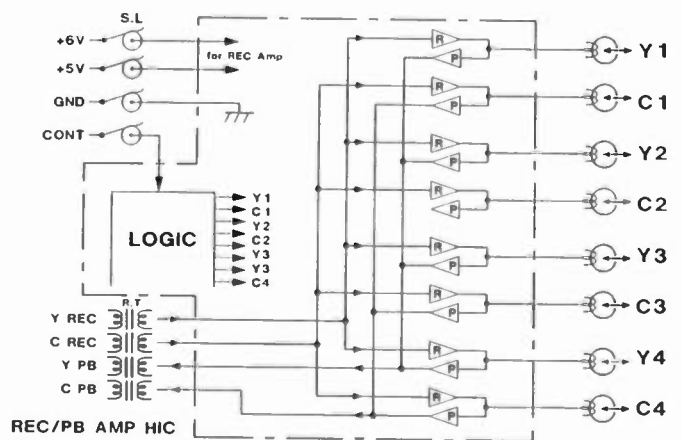 S.L
+6V
for REC Amp
+5V
GND
CONT
LOGIC
Y1
C1
Y2
C2
Y3
Y3
C4
R.T
Y REC
C REC
Y PB
C PB
REC/PB AMP HIC
R
P
Y1
R
P
C1
R
P
Y2
R
P
C2
R
P
Y3
R
P
C3
R
P
Y4
R
P
C4